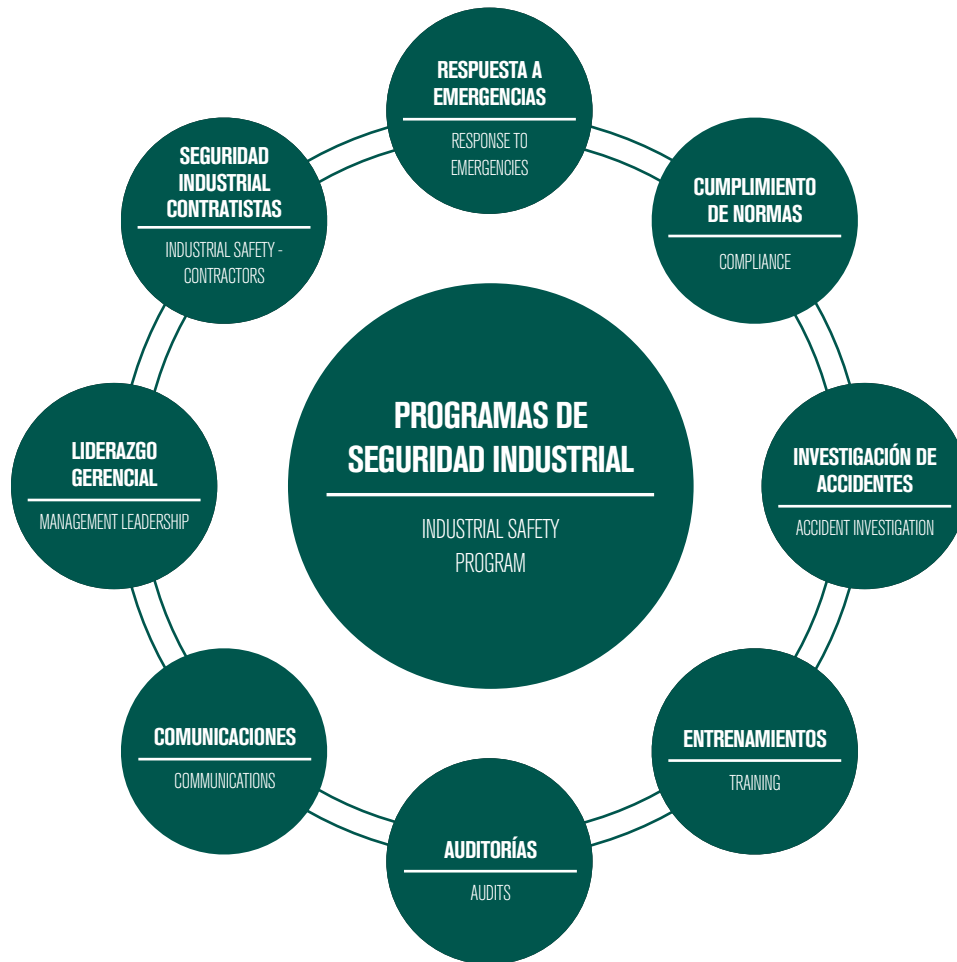 RESPUESTA A
EMERGENCIAS
RESPONSE TO
EMERGENCIES
SEGURIDAD
INDUSTRIAL
CONTRATISTAS
INDUSTRIAL SAFETY -
CONTRACTORS
CUMPLIMIENTO
DE NORMAS
COMPLIANCE
PROGRAMAS DE
SEGURIDAD INDUSTRIAL
INDUSTRIAL SAFETY
PROGRAM
LIDERAZGO
GERENCIAL
MANAGEMENT LEADERSHIP
INVESTIGACIÓN DE
ACCIDENTES
ACCIDENT INVESTIGATION
COMUNICACIONES
COMMUNICATIONS
ENTRENAMIENTOS
TRAINING
AUDITORÍAS
AUDITS